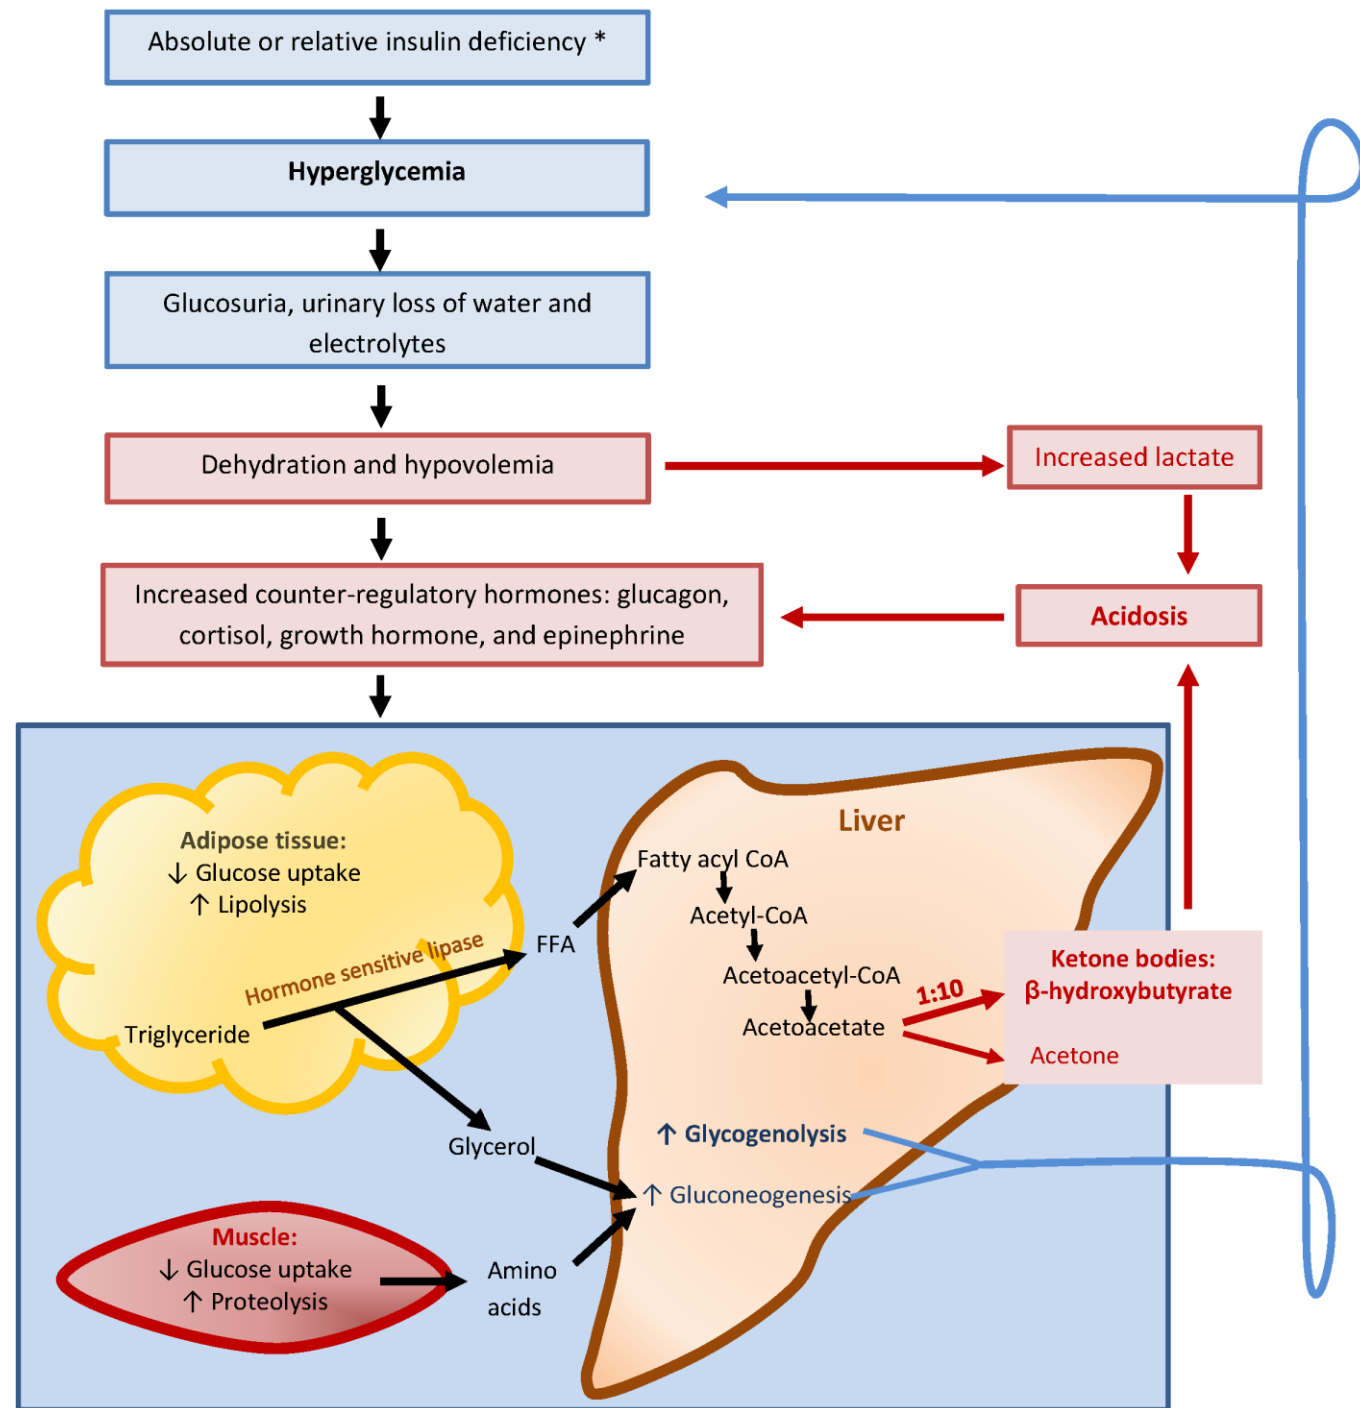 Absolute or relative insulin deficiency *
Hyperglycemia
Glucosuria, urinary loss of water and
electrolytes
Dehydration and hypovolemia
Increased lactate
Increased counter-regulatory hormones: glucagon,
cortisol, growth hormone, and epinephrine
Acidosis
Adipose tissue:
↓ Glucose uptake
↑ Lipolysis
Hormone sensitive lipase
Triglyceride
FFA
Glycerol
Muscle:
↓ Glucose uptake
↑ Proteolysis
Amino
acids
Liver
Fatty acyl CoA
Acetyl-CoA
Acetoacetyl-CoA
Acetoacetate
1:10
Ketone bodies:
β-hydroxybutyrate
Acetone
↑ Glycogenolysis
↑ Gluconeogenesis